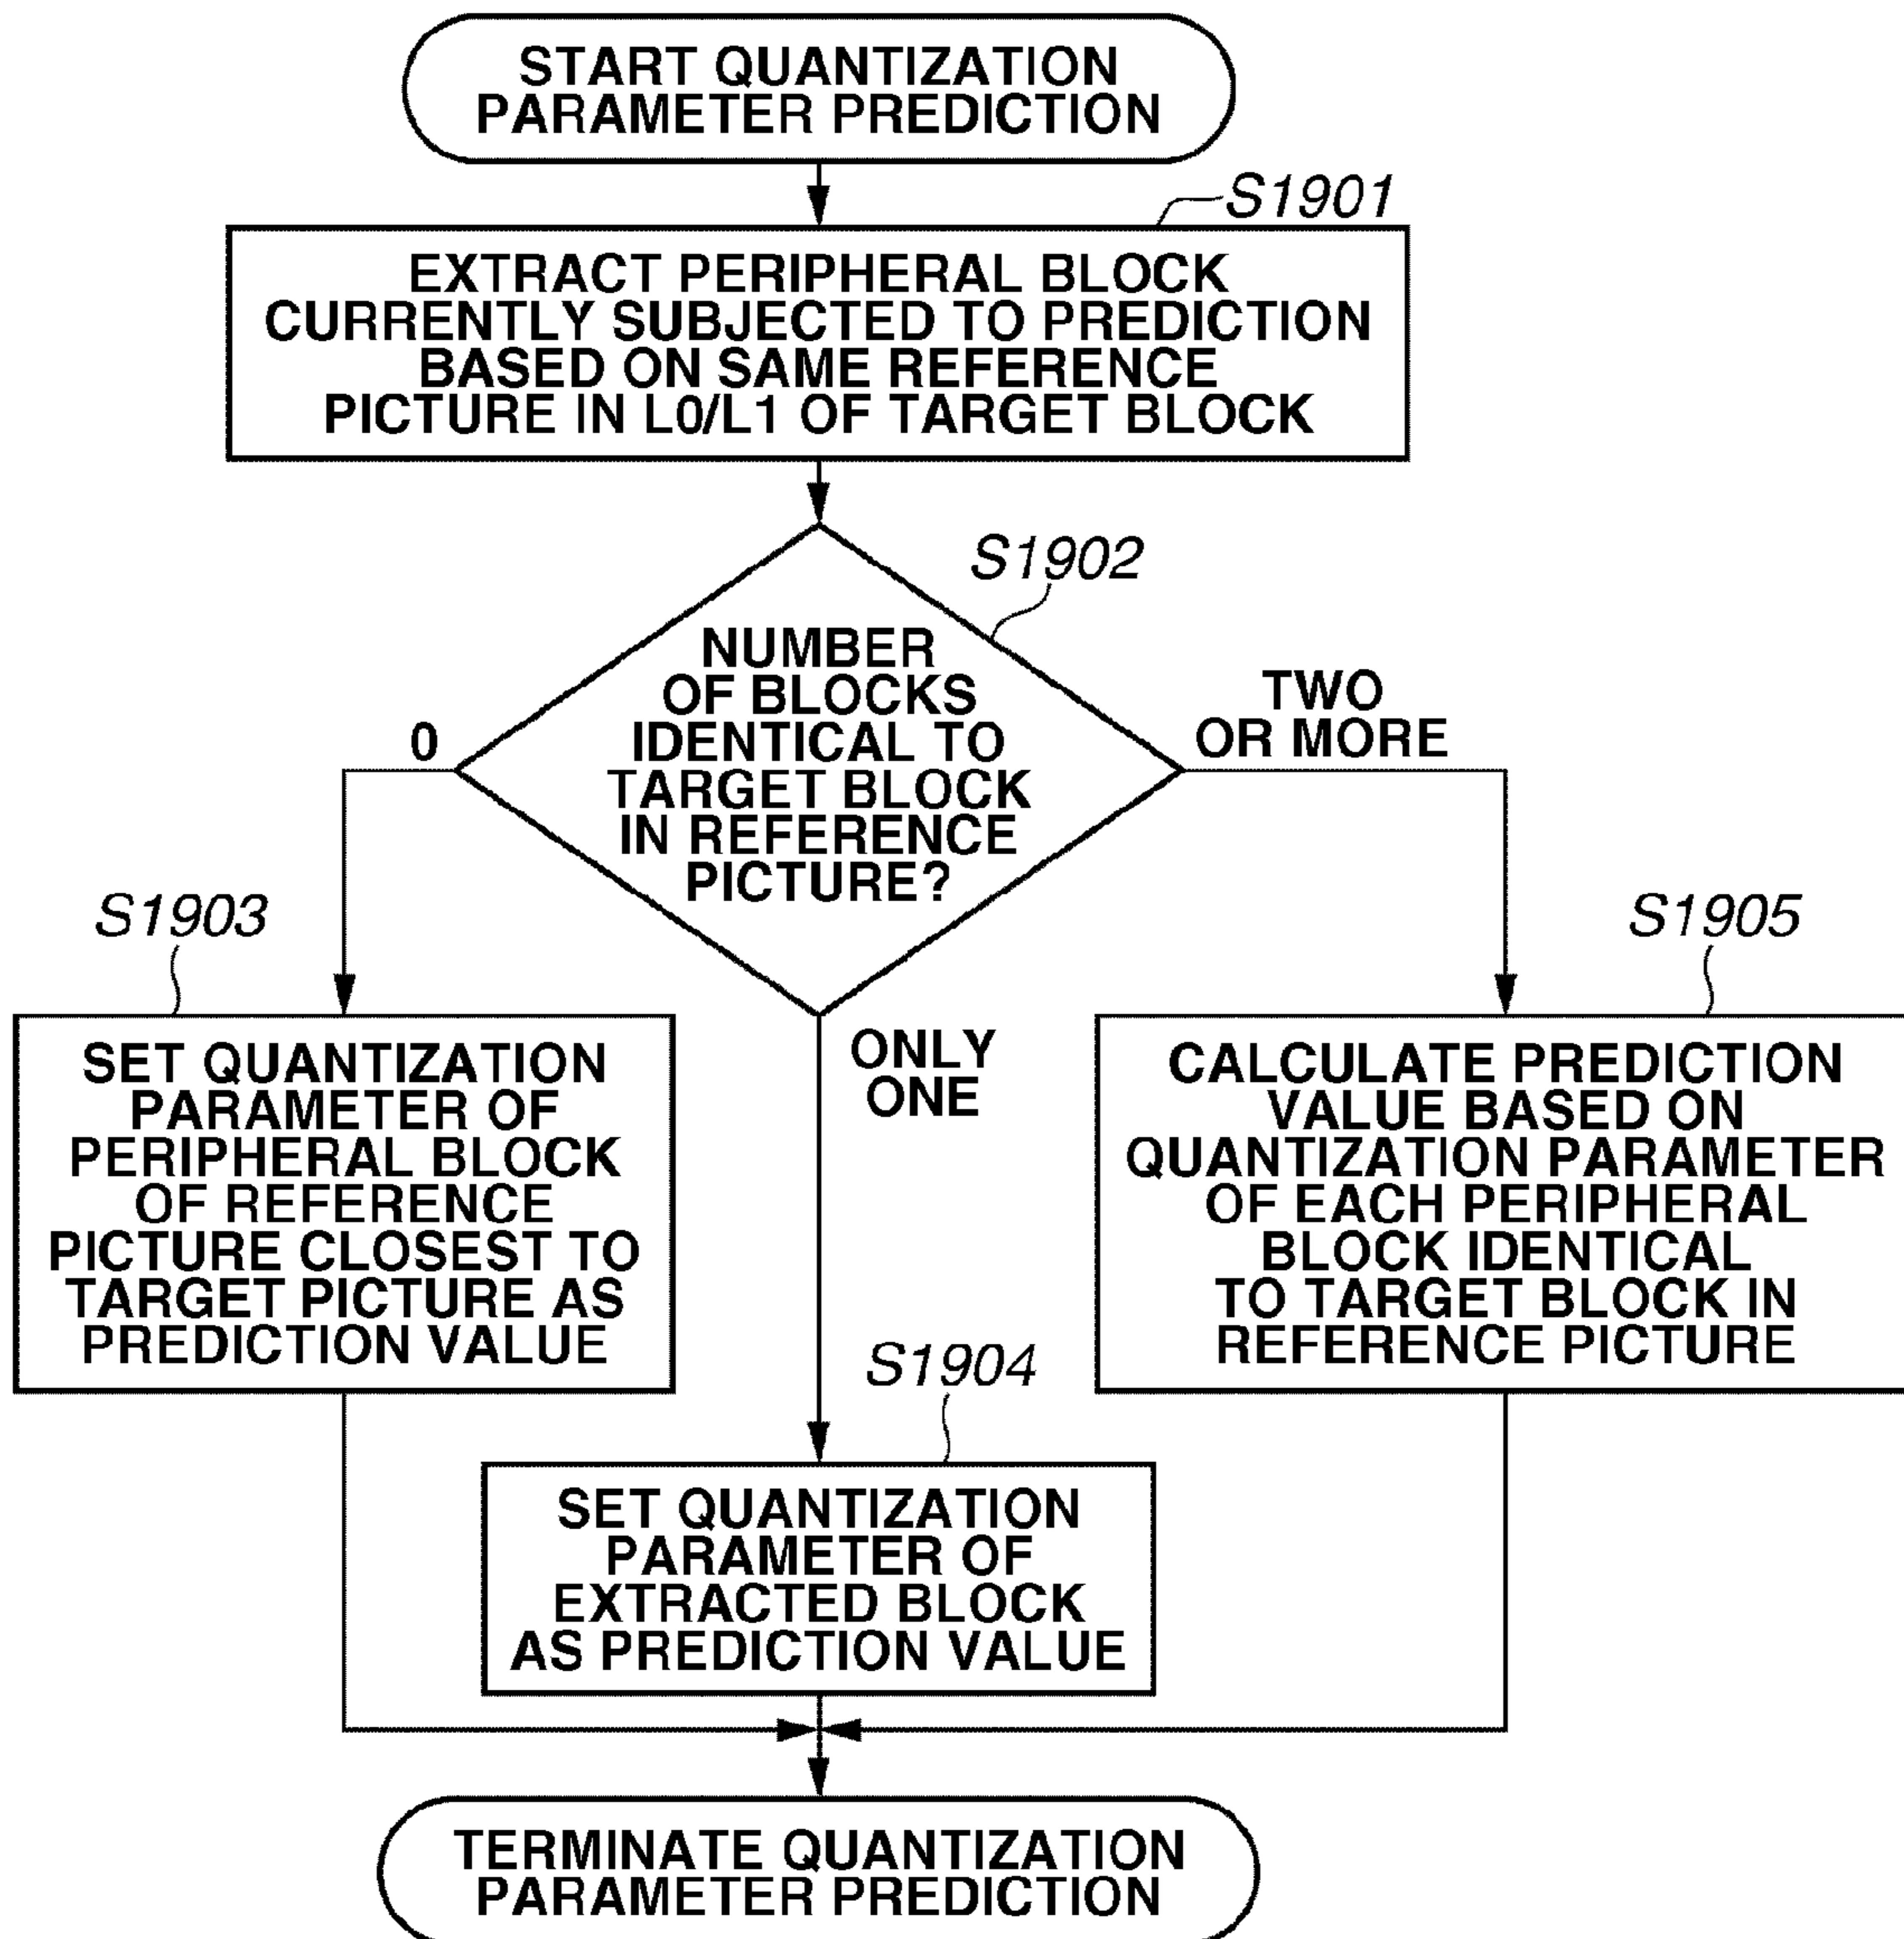 START QUANTIZATION
PARAMETER PREDICTION
S1901
EXTRACT PERIPHERAL BLOCK
CURRENTLY SUBJECTED TO PREDICTION
BASED ON SAME REFERENCE
PICTURE IN L0/L1 OF TARGET BLOCK
S1902
NUMBER
OF BLOCKS
IDENTICAL TO
TARGET BLOCK
IN REFERENCE
PICTURE?
0
TWO
OR MORE
ONLY
ONE
S1903
SET QUANTIZATION
PARAMETER OF
PERIPHERAL BLOCK
OF REFERENCE
PICTURE CLOSEST TO
TARGET PICTURE AS
PREDICTION VALUE
S1905
CALCULATE PREDICTION
VALUE BASED ON
QUANTIZATION PARAMETER
OF EACH PERIPHERAL
BLOCK IDENTICAL
TO TARGET BLOCK IN
REFERENCE PICTURE
S1904
SET QUANTIZATION
PARAMETER OF
EXTRACTED BLOCK
AS PREDICTION VALUE
TERMINATE QUANTIZATION
PARAMETER PREDICTION